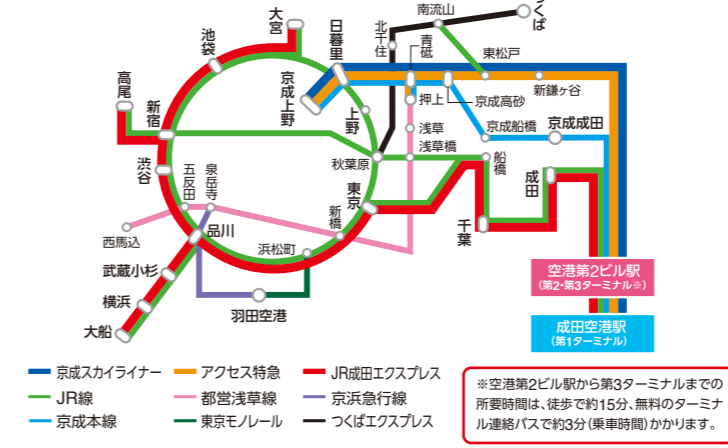 つくば
南流山
北千住
大宮
日暮里
青砥
東松戸
池袋
京成上野
新鎌ヶ谷
高尾
押上
京成高砂
上野
新宿
浅草
京成船橋
京成成田
浅草橋
秋葉原
船橋
渋谷
五反田
泉岳寺
東京
成田
新橋
千葉
品川
西馬込
浜松町
武蔵小杉
横浜
羽田空港
大船
空港第2ビル駅
(第2・第3ターミナル※)
成田空港駅
(第1ターミナル)
京成スカイライナー
アクセス特急
JR成田エクスプレス
JR線
都営浅草線
京浜急行線
京成本線
東京モノレール
つくばエクスプレス
※空港第2ビル駅から第3ターミナルまでの
所要時間は、徒歩で約15分、無料のターミナ
ル連絡バスで約3分(乗車時間)かかります。